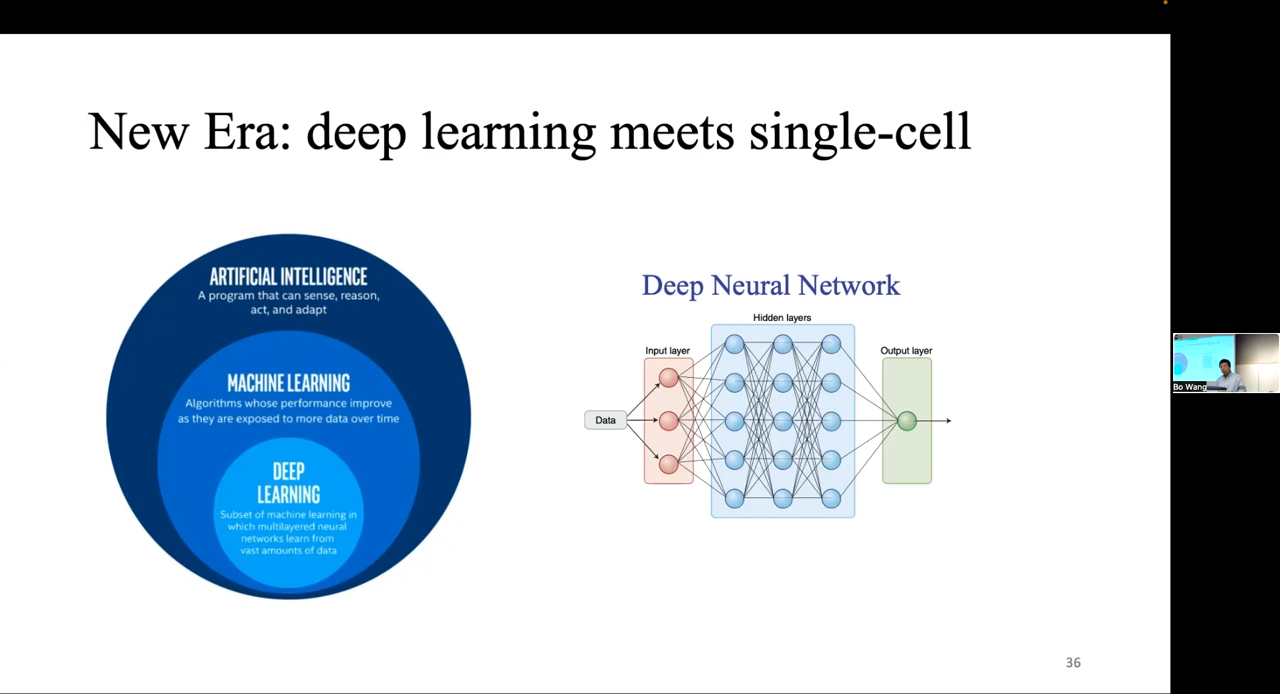 New Era: deep learning meets single-cell
ARTIFICIAL INTELLIGENCE
A program that can sense, reason,
act, and adapt
MACHINE LEARNING
Algorithms whose performance improve
as they are exposed to more data over time
DEEP
LEARNING
Subset of machine learning in
which multilayered neural
networks learn from
vast amounts of data
Deep Neural Network
Hidden layers
Input layer
Output layer
Data
Bo Wang
36